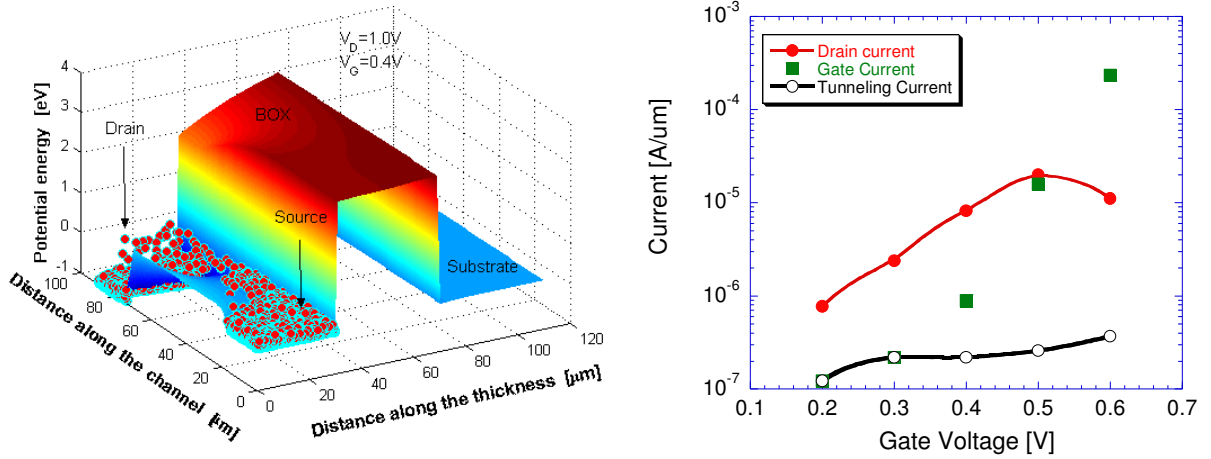 V_D=1.0V
V_G=0.4V
Potential energy [eV]
4
3
2
1
0
-1
BOX
Drain
Source
Substrate
100
80
60
40
20
0
Distance along the channel [µm]
0
20
40
60
80
100
120
Distance along the thickness [µm]
Current [A/um]
10^-3
10^-4
10^-5
10^-6
10^-7
Drain current
Gate Current
Tunneling Current
0.1
0.2
0.3
0.4
0.5
0.6
0.7
Gate Voltage [V]